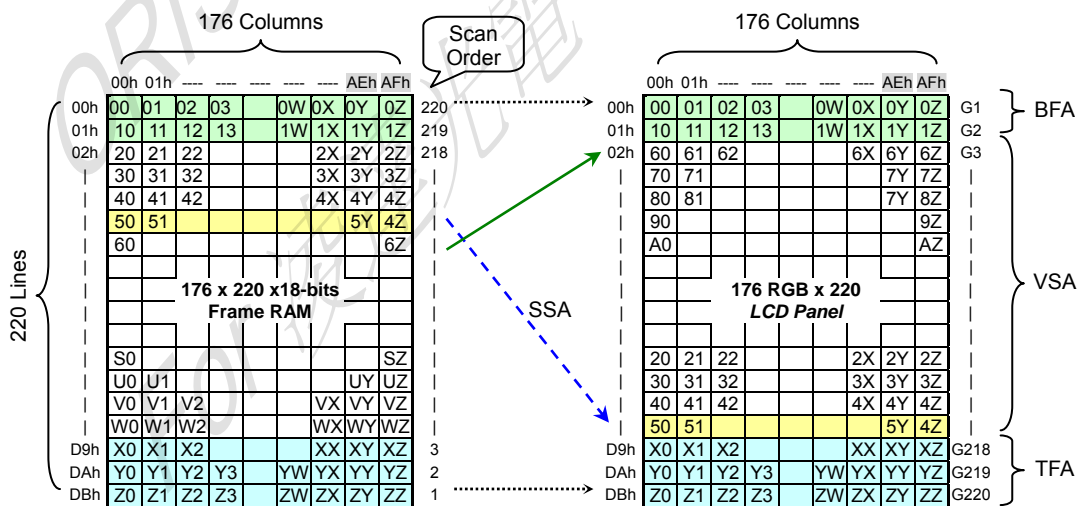 176 Columns
176 Columns
Scan
Order
00h 01h ---- ---- ---- ---- ---- AEh AFh
00h 01h ---- ---- ---- ---- ---- AEh AFh
00h 00 01 02 03 0W 0X 0Y 0Z 220
00h 00 01 02 03 0W 0X 0Y 0Z G1
01h 10 11 12 13 1W 1X 1Y 1Z 219
01h 10 11 12 13 1W 1X 1Y 1Z G2
BFA
02h 20 21 22 2X 2Y 2Z 218
02h 60 61 62 6X 6Y 6Z G3
30 31 32 3X 3Y 3Z
70 71 7Y 7Z
40 41 42 4X 4Y 4Z
80 81 7Y 8Z
50 51 5Y 4Z
90 9Z
60 6Z
A0 AZ
220 Lines
176 x 220 x18-bits
Frame RAM
SSA
176 RGB x 220
LCD Panel
VSA
S0 SZ
20 21 22 2X 2Y 2Z
U0 U1 UY UZ
30 31 32 3X 3Y 3Z
V0 V1 V2 VX VY VZ
40 41 42 4X 4Y 4Z
W0 W1 W2 WX WY WZ
50 51 5Y 4Z
D9h X0 X1 X2 XX XY XZ 3
D9h X0 X1 X2 XX XY XZ G218
DAh Y0 Y1 Y2 Y3 YW YX YY YZ 2
DAh Y0 Y1 Y2 Y3 YW YX YY YZ G219
TFA
DBh Z0 Z1 Z2 Z3 ZW ZX ZY ZZ 1
DBh Z0 Z1 Z2 Z3 ZW ZX ZY ZZ G220
For